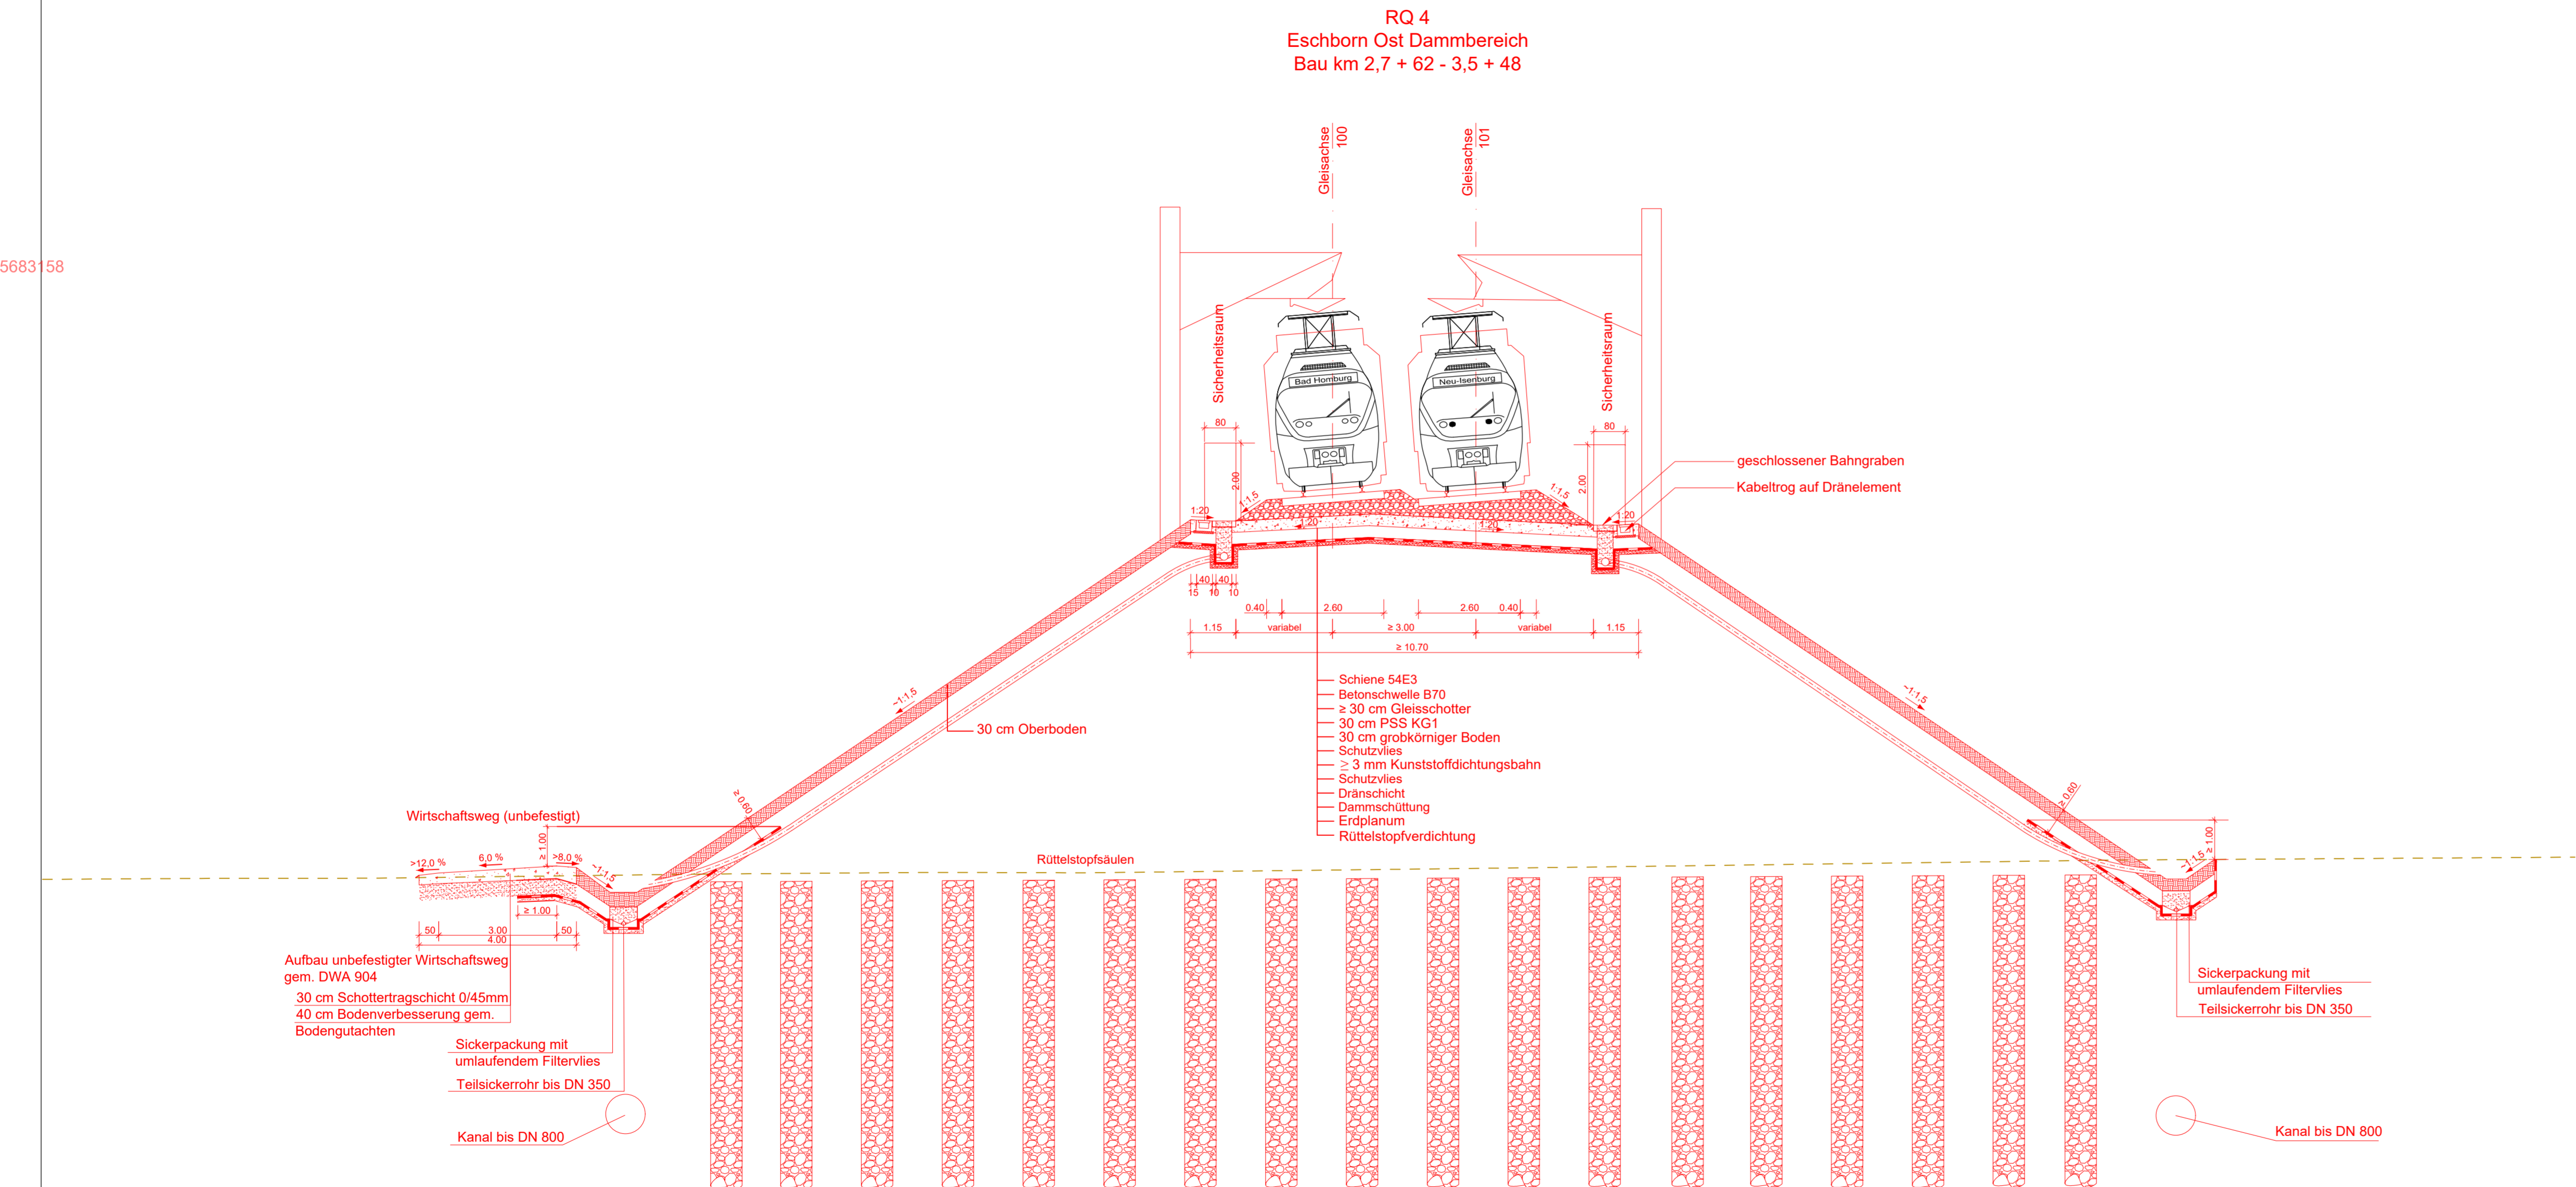 RQ 4
Eschborn Ost Dammbereich
Bau km 2,7 + 62 - 3,5 + 48
Gleisachse
100
Gleisachse
101
5683158
Sicherheitsraum
Sicherheitsraum
Bad Homburg
Neu-Isenburg
80
80
2.00
2.00
geschlossener Bahngraben
Kabeltrog auf Dränelement
1:1,5
1:1,5
1:20
1:20
1:20
1:20
40
40
15
10
10
0.40
2.60
2.60
0.40
1.15
variabel
≥ 3.00
variabel
1.15
≥ 10.70
Schiene 54E3
Betonschwelle B70
≥ 30 cm Gleisschotter
30 cm PSS KG1
30 cm grobkörniger Boden
Schutzvlies
≥ 3 mm Kunststoffdichtungsbahn
Schutzvlies
Dränschicht
Dammschüttung
Erdplanum
Rüttelstopfverdichtung
~1:1,5
~1:1,5
30 cm Oberboden
≥ 0.60
≥ 0.60
Wirtschaftsweg (unbefestigt)
≥ 1.00
≥ 1.00
>12,0 %
6,0 %
>8,0 %
~1:1,5
~1:1,5
Rüttelstopfsäulen
≥ 1.00
50
3.00
50
4.00
Aufbau unbefestigter Wirtschaftsweg
gem. DWA 904
30 cm Schottertragschicht 0/45mm
40 cm Bodenverbesserung gem.
Bodengutachten
Sickerpackung mit
umlaufendem Filtervlies
Teilsickerrohr bis DN 350
Kanal bis DN 800
Sickerpackung mit
umlaufendem Filtervlies
Teilsickerrohr bis DN 350
Kanal bis DN 800